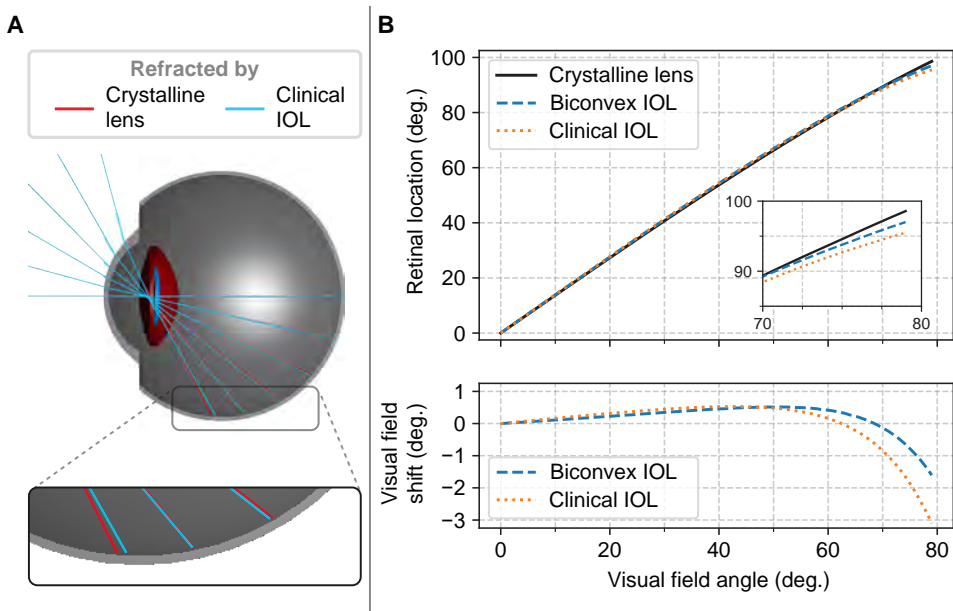 A
Refracted by
Crystalline
lens
Clinical
IOL
B
Crystalline lens
Biconvex IOL
Clinical IOL
Retinal location (deg.)
100
80
60
40
20
0
100
90
70
80
Visual field
shift (deg.)
1
0
−1
−2
−3
Biconvex IOL
Clinical IOL
0
20
40
60
80
Visual field angle (deg.)